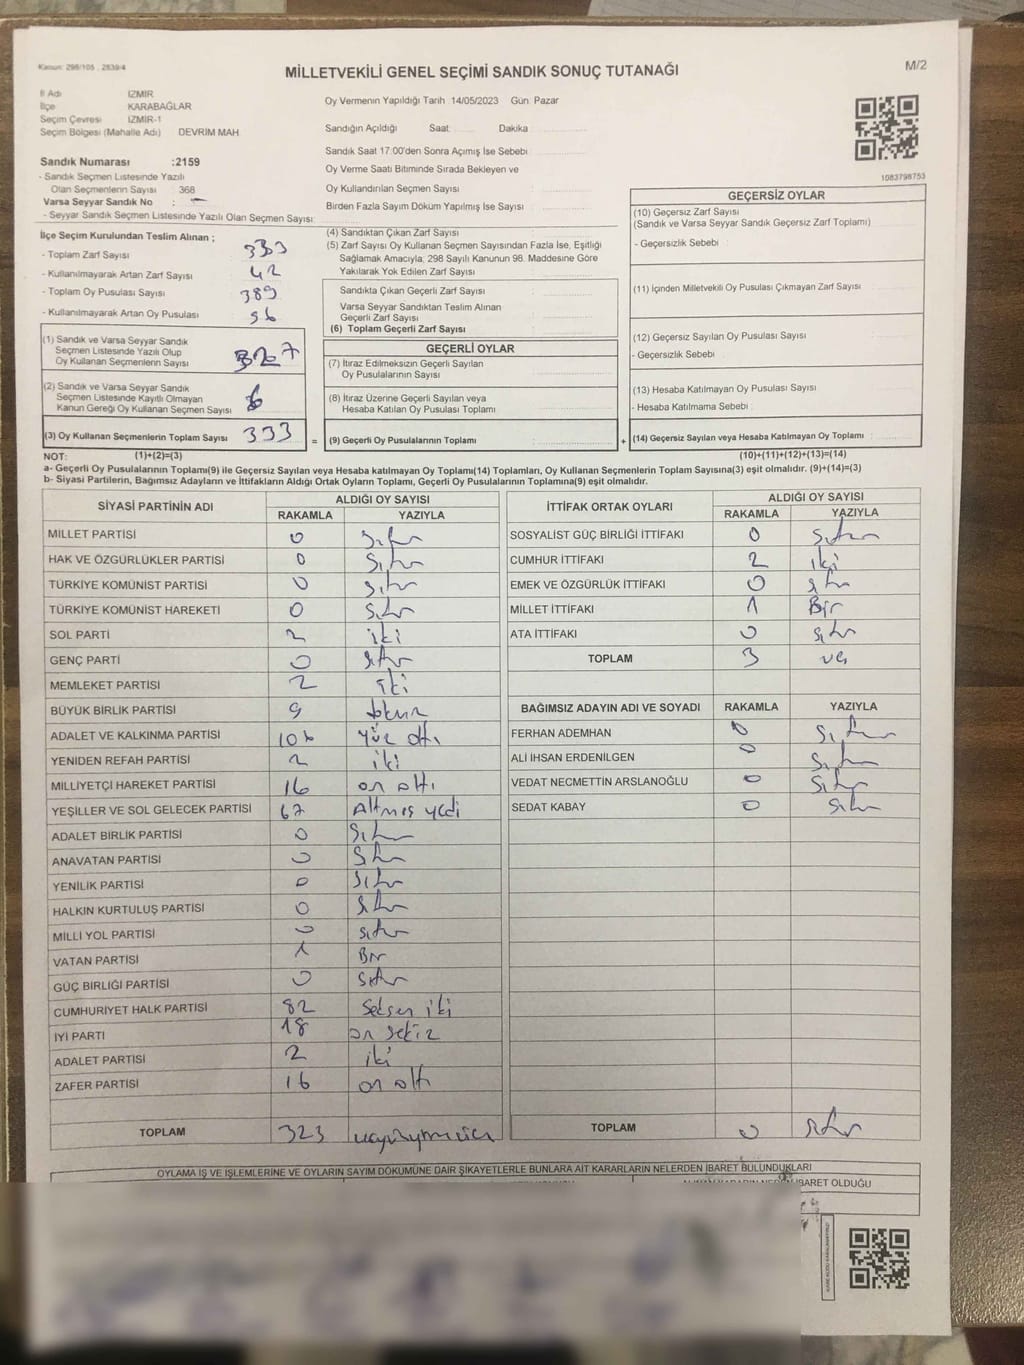 Kanun: 298/105 , 2839/4
MİLLETVEKİLİ GENEL SEÇİMİ SANDIK SONUÇ TUTANAĞI
M/2
İl Adı İZMİR
İlçe KARABAĞLAR
Seçim Çevresi İZMİR-1
Seçim Bölgesi (Mahalle Adı) DEVRİM MAH
Sandık Numarası :2159
- Sandık Seçmen Listesinde Yazılı
Olan Seçmenlerin Sayısı : 368
Varsa Seyyar Sandık No : —
- Seyyar Sandık Seçmen Listesinde Yazılı Olan Seçmen Sayısı:
Oy Vermenin Yapıldığı Tarih 14/05/2023 Gün: Pazar
Sandığın Açıldığı Saat: Dakika
Sandık Saat 17:00'den Sonra Açımış İse Sebebi
Oy Verme Saati Bitiminde Sırada Bekleyen ve
Oy Kullandırılan Seçmen Sayısı
Birden Fazla Sayım Döküm Yapılmış İse Sayısı
1083798753
İlçe Seçim Kurulundan Teslim Alınan ;
- Toplam Zarf Sayısı 333
- Kullanılmayarak Artan Zarf Sayısı 42
- Toplam Oy Pusulası Sayısı 389
- Kullanılmayarak Artan Oy Pusulası 56
(1) Sandık ve Varsa Seyyar Sandık
Seçmen Listesinde Yazılı Olup
Oy Kullanan Seçmenlerin Sayısı 327
(2) Sandık ve Varsa Seyyar Sandık
Seçmen Listesinde Kayıtlı Olmayan
Kanun Gereği Oy Kullanan Seçmen Sayısı 6
(3) Oy Kullanan Seçmenlerin Toplam Sayısı 333 =
(4) Sandıktan Çıkan Zarf Sayısı
(5) Zarf Sayısı Oy Kullanan Seçmen Sayısından Fazla İse, Eşitliği
Sağlamak Amacıyla, 298 Sayılı Kanunun 98. Maddesine Göre
Yakılarak Yok Edilen Zarf Sayısı
Sandıkta Çıkan Geçerli Zarf Sayısı
Varsa Seyyar Sandıktan Teslim Alınan
Geçerli Zarf Sayısı
(6) Toplam Geçerli Zarf Sayısı
GEÇERLİ OYLAR
(7) İtiraz Edilmeksizin Geçerli Sayılan
Oy Pusulalarının Sayısı
(8) İtiraz Üzerine Geçerli Sayılan veya
Hesaba Katılan Oy Pusulası Toplamı
(9) Geçerli Oy Pusulalarının Toplamı : +
GEÇERSİZ OYLAR
(10) Geçersiz Zarf Sayısı
(Sandık ve Varsa Seyyar Sandık Geçersiz Zarf Toplamı)
- Geçersizlik Sebebi :
(11) İçinden Milletvekili Oy Pusulası Çıkmayan Zarf Sayısı
(12) Geçersiz Sayılan Oy Pusulası Sayısı
- Geçersizlik Sebebi
(13) Hesaba Katılmayan Oy Pusulası Sayısı
- Hesaba Katılmama Sebebi :
(14) Geçersiz Sayılan veya Hesaba Katılmayan Oy Toplamı :
NOT: (1)+(2)=(3) (10)+(11)+(12)+(13)=(14)
a- Geçerli Oy Pusulalarının Toplamı(9) ile Geçersiz Sayılan veya Hesaba katılmayan Oy Toplamı(14) Toplamları, Oy Kullanan Seçmenlerin Toplam Sayısına(3) eşit olmalıdır. (9)+(14)=(3)
b- Siyasi Partilerin, Bağımsız Adayların ve İttifakların Aldığı Ortak Oyların Toplamı, Geçerli Oy Pusulalarının Toplamına(9) eşit olmalıdır.
SİYASİ PARTİNİN ADI ALDIĞI OY SAYISI
RAKAMLA YAZIYLA
MİLLET PARTİSİ 0 Sıfır
HAK VE ÖZGÜRLÜKLER PARTİSİ 0 Sıfır
TÜRKİYE KOMÜNİST PARTİSİ 0 sıfır
TÜRKİYE KOMÜNİST HAREKETİ 0 Sıfır
SOL PARTİ 2 iki
GENÇ PARTİ 0 sıfır
MEMLEKET PARTİSİ 2 iki
BÜYÜK BİRLİK PARTİSİ 9 dokuz
ADALET VE KALKINMA PARTİSİ 106 yüz altı
YENİDEN REFAH PARTİSİ 2 iki
MİLLİYETÇİ HAREKET PARTİSİ 16 on altı
YEŞİLLER VE SOL GELECEK PARTİSİ 67 Altmış yedi
ADALET BİRLİK PARTİSİ 0 Sıfır
ANAVATAN PARTİSİ 0 Sıfır
YENİLİK PARTİSİ 0 Sıfır
HALKIN KURTULUŞ PARTİSİ 0 Sıfır
MİLLİ YOL PARTİSİ 0 sıfır
VATAN PARTİSİ 1 Bir
GÜÇ BİRLİĞİ PARTİSİ 0 sıfır
CUMHURİYET HALK PARTİSİ 82 Seksen iki
İYİ PARTİ 18 on sekiz
ADALET PARTİSİ 2 iki
ZAFER PARTİSİ 16 on altı
TOPLAM 323 üçyüzyirmiüç
İTTİFAK ORTAK OYLARI ALDIĞI OY SAYISI
RAKAMLA YAZIYLA
SOSYALİST GÜÇ BİRLİĞİ İTTİFAKI 0 Sıfır
CUMHUR İTTİFAKI 2 iki
EMEK VE ÖZGÜRLÜK İTTİFAKI 0 sıfır
MİLLET İTTİFAKI 1 Bir
ATA İTTİFAKI 0 sıfır
TOPLAM 3 üç
BAĞIMSIZ ADAYIN ADI VE SOYADI RAKAMLA YAZIYLA
FERHAN ADEMHAN 0 Sıfır
ALİ İHSAN ERDENİLGEN 0 Sıfır
VEDAT NECMETTİN ARSLANOĞLU 0 Sıfır
SEDAT KABAY 0 Sıfır
TOPLAM 0 sıfır
OYLAMA İŞ VE İŞLEMLERİNE VE OYLARIN SAYIM DÖKÜMÜNE DAİR ŞİKAYETLERLE BUNLARA AİT KARARLARIN NELERDEN İBARET BULUNDUKLARI
İBARET OLDUĞU